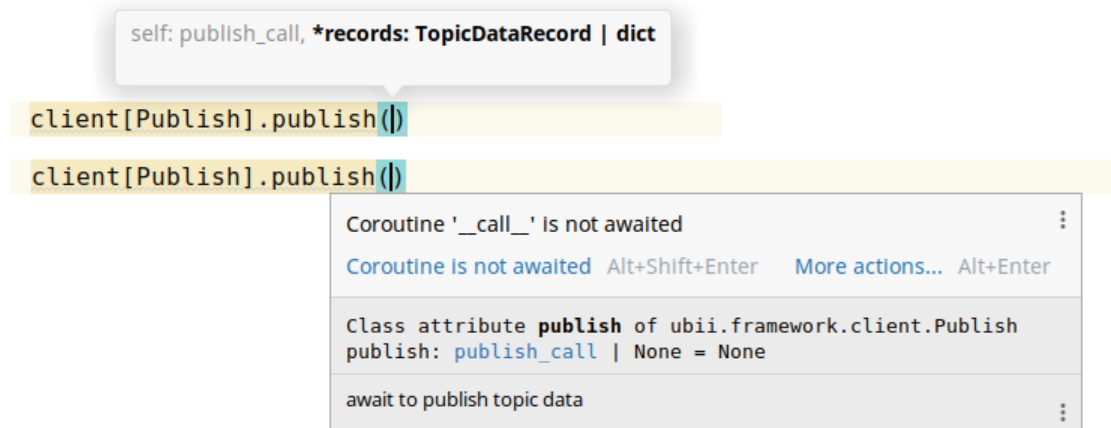 self: publish_call, *records: TopicDataRecord | dict
client[Publish].publish()
client[Publish].publish()
Coroutine '__call__' is not awaited
Coroutine is not awaited Alt+Shift+Enter More actions... Alt+Enter
Class attribute publish of ubii.framework.client.Publish
publish: publish_call | None = None
await to publish topic data